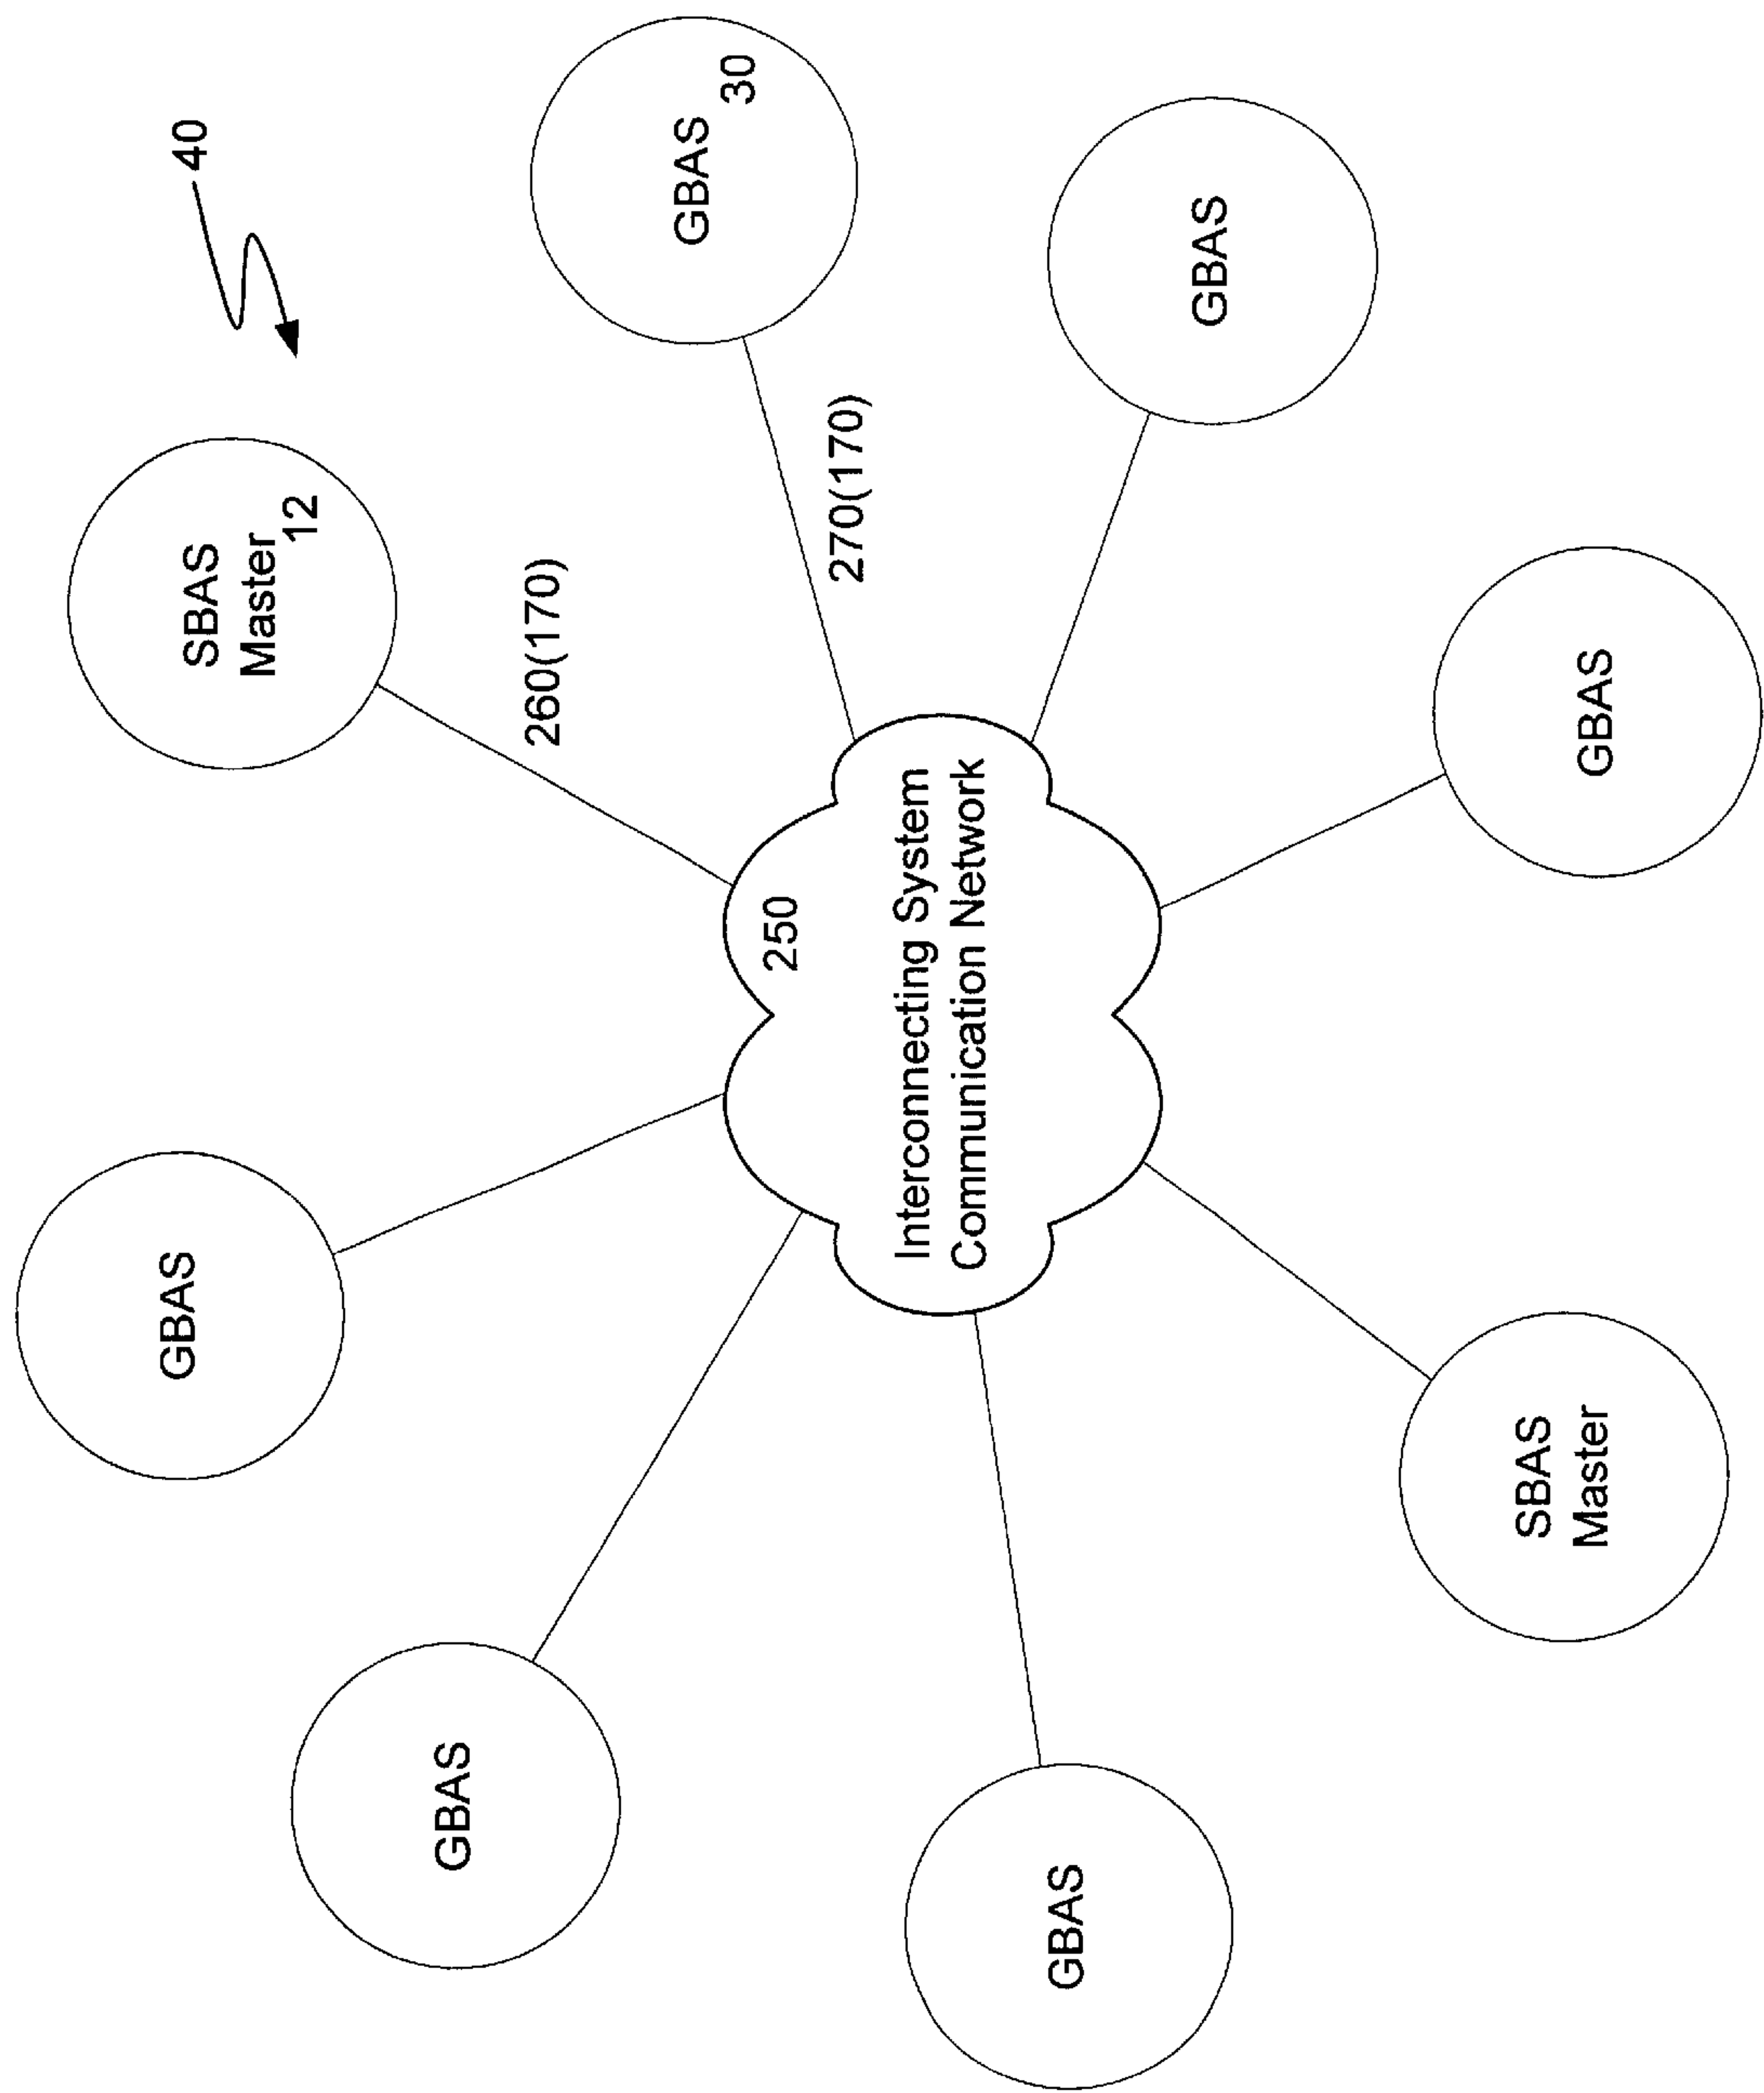 GBAS
40
SBAS
Master
12
GBAS
260(170)
GBAS
30
250
270(170)
Interconnecting System
Communication Network
GBAS
GBAS
SBAS
Master
GBAS